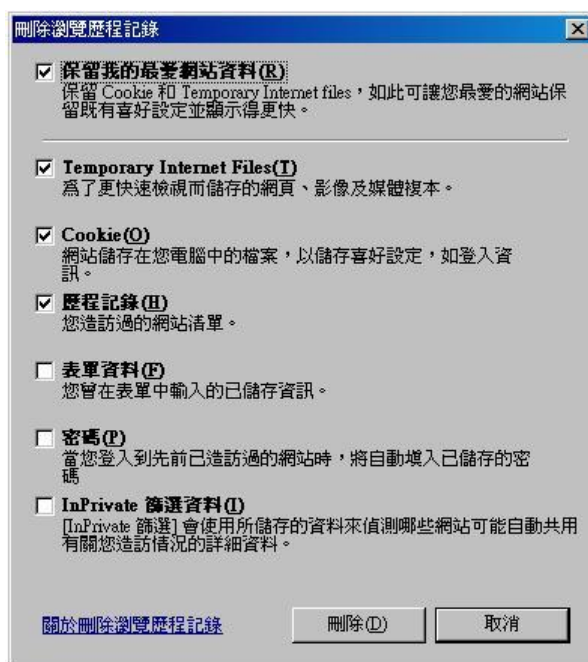 刪除瀏覽歷程記錄
保留我的最愛網站資料(R)
保留 Cookie 和 Temporary Internet files，如此可讓您最愛的網站保
留既有喜好設定並顯示得更快。
Temporary Internet Files(T)
為了更快速檢視而儲存的網頁、影像及媒體複本。
Cookie(O)
網站儲存在您電腦中的檔案，以儲存喜好設定，如登入資
訊。
歷程記錄(H)
您造訪過的網站清單。
表單資料(F)
您曾在表單中輸入的已儲存資訊。
密碼(P)
當您登入到先前已造訪過的網站時，將自動填入已儲存的密
碼
InPrivate 篩選資料(I)
[InPrivate 篩選] 會使用所儲存的資料來偵測哪些網站可能自動共用
有關您造訪情況的詳細資料。
關於刪除瀏覽歷程記錄
刪除(D)
取消